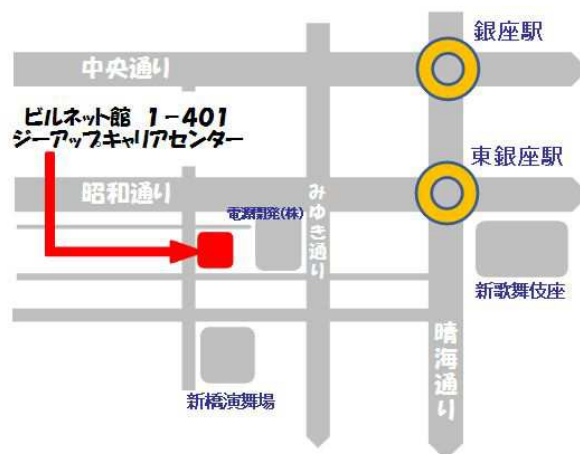 銀座駅
中央通り
ビルネット館 1-401
ジーアップキャリアセンター
東銀座駅
昭和通り
電源開発(株)
みゆき通り
新歌舞伎座
晴海通り
新橋演舞場